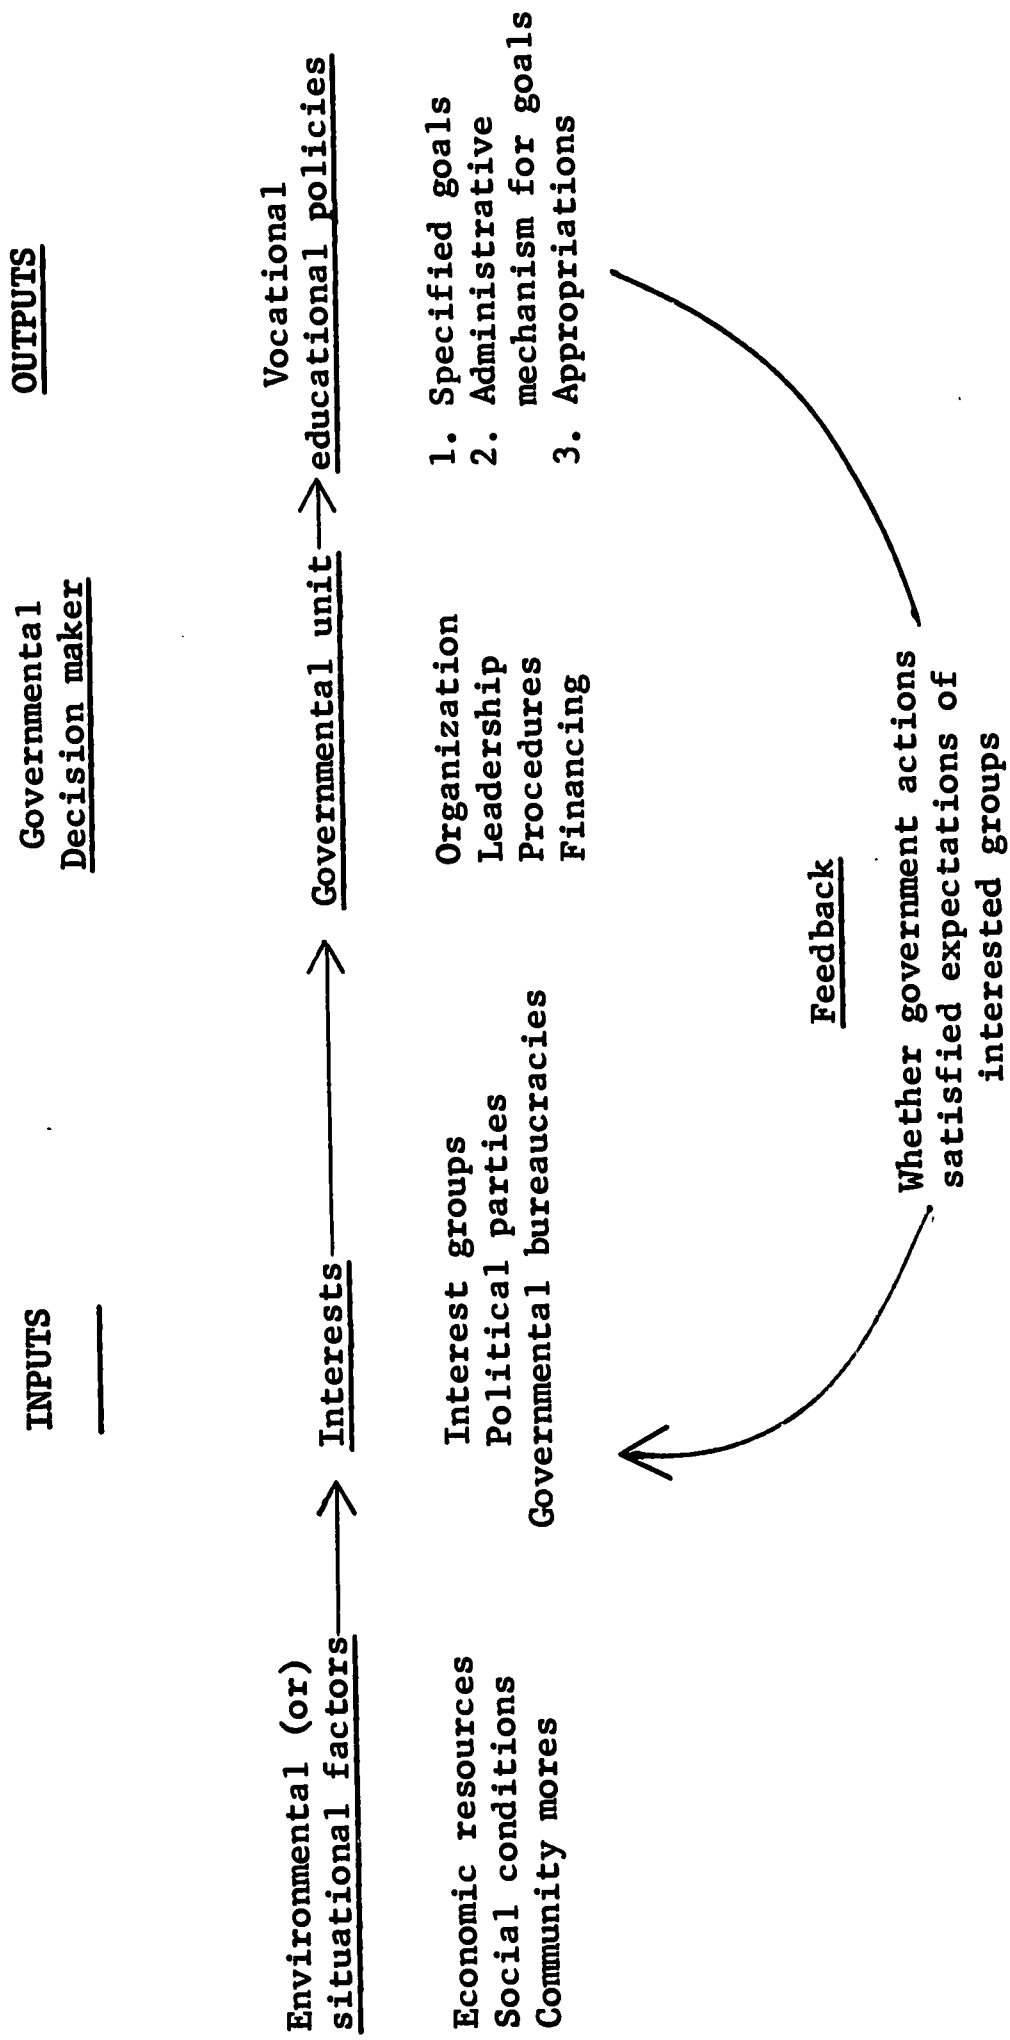 INPUTS
Governmental
Decision maker
OUTPUTS
Environmental (or)
situational factors
Economic resources
Social conditions
Community mores
Interests
Interest groups
Political parties
Governmental bureaucracies
Governmental unit
Organization
Leadership
Procedures
Financing
Vocational
educational policies
1. Specified goals
2. Administrative
mechanism for goals
3. Appropriations
Feedback
Whether government actions
satisfied expectations of
interested groups